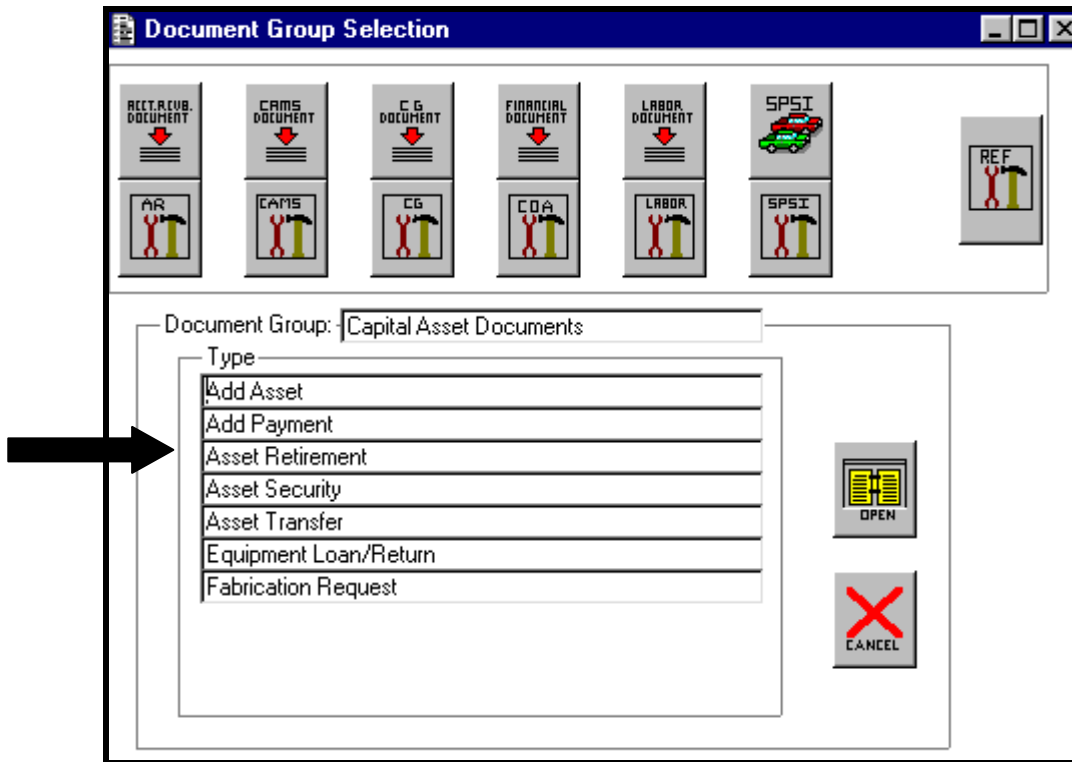 Document Group Selection
ACCT.RCVB. DOCUMENT
CAMS DOCUMENT
C G DOCUMENT
FINANCIAL DOCUMENT
LABOR DOCUMENT
SPSI
REF
AR
CAMS
CG
COA
LABOR
SPSI
Document Group: Capital Asset Documents
Type
Add Asset
Add Payment
Asset Retirement
Asset Security
Asset Transfer
Equipment Loan/Return
Fabrication Request
OPEN
CANCEL